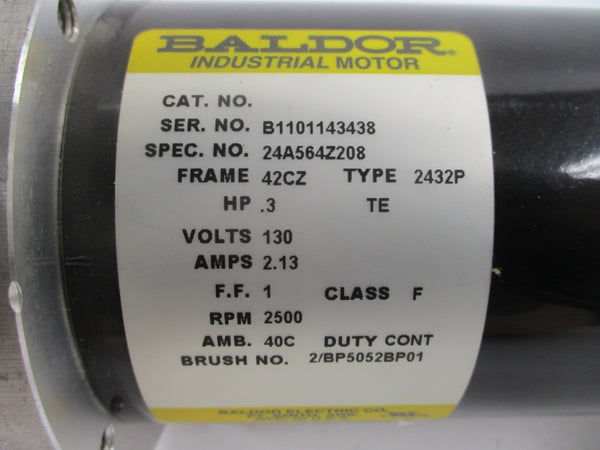 BALDOR®
INDUSTRIAL MOTOR
CAT. NO.
SER. NO. B1101143438
SPEC. NO. 24A564Z208
FRAME 42CZ TYPE 2432P
HP .3 TE
VOLTS 130
AMPS 2.13
F.F. 1 CLASS F
RPM 2500
AMB. 40C DUTY CONT
BRUSH NO. 2/BP5052BP01
BALDOR ELECTRIC CO.